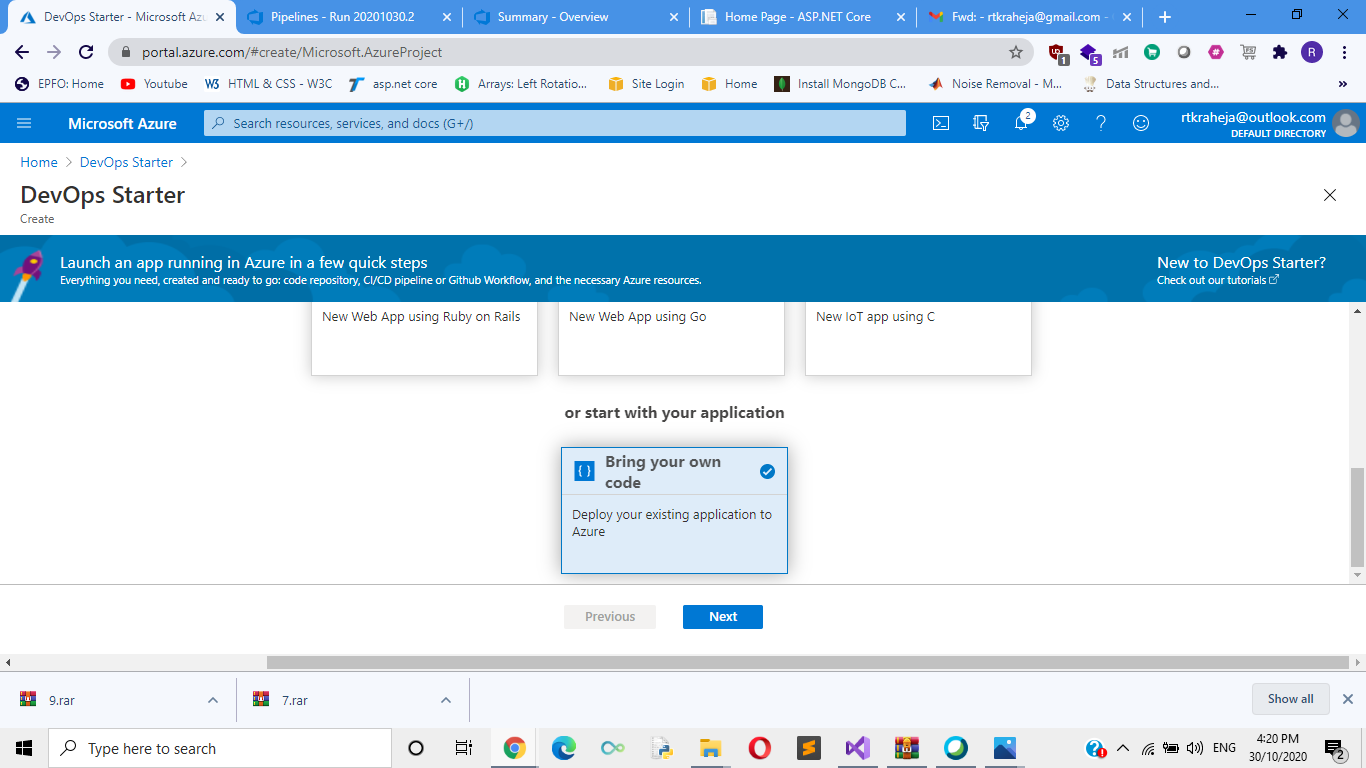 DevOps Starter - Microsoft Az
Pipelines - Run 20201030.2
Summary - Overview
Home Page - ASP.NET Core
Fwd: - rtkraheja@gmail.com -
portal.azure.com/#create/Microsoft.AzureProject
1
5
R
EPFO: Home
Youtube
W3 HTML & CSS - W3C
asp.net core
Arrays: Left Rotatio...
Site Login
Home
Install MongoDB C...
Noise Removal - M...
Data Structures and...
»
Microsoft Azure
Search resources, services, and docs (G+/)
2
rtkraheja@outlook.com
DEFAULT DIRECTORY
Home > DevOps Starter >
DevOps Starter
Create
Launch an app running in Azure in a few quick steps
Everything you need, created and ready to go: code repository, CI/CD pipeline or Github Workflow, and the necessary Azure resources.
New to DevOps Starter?
Check out our tutorials
New Web App using Ruby on Rails
New Web App using Go
New IoT app using C
or start with your application
{ } Bring your own
code
Deploy your existing application to
Azure
Previous
Next
9.rar
7.rar
Show all
Type here to search
ENG
4:20 PM
30/10/2020
2